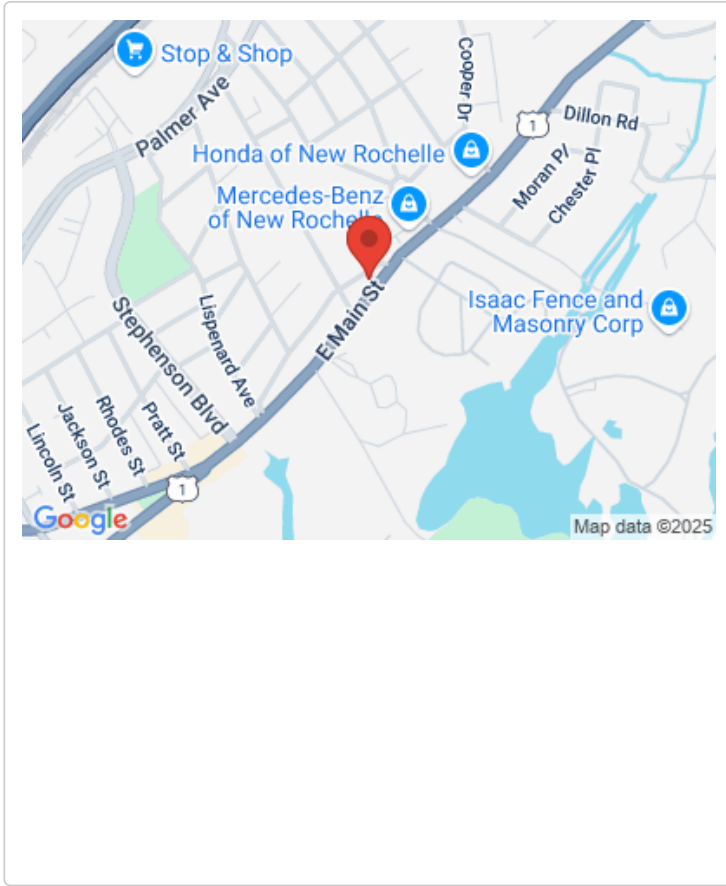 Stop & Shop
Palmer Ave
Cooper Dr
1
Dillon Rd
Honda of New Rochelle
Moran Pl
Chester Pl
Mercedes-Benz
of New Rochelle
E Main St
Isaac Fence and
Masonry Corp
Stephenson Blvd
Lispenard Ave
Pratt St
Rhodes St
Jackson St
Lincoln St
1
Google
Map data ©2025